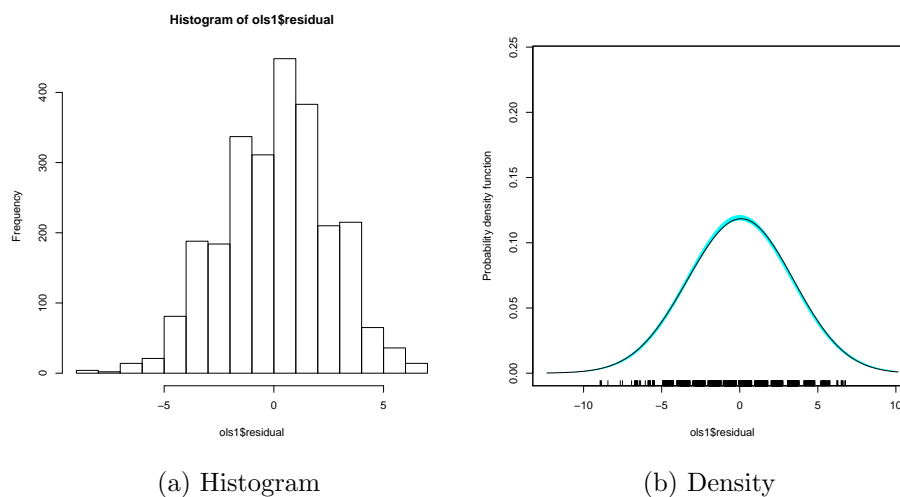 Histogram of ols1$residual
Frequency
0
100
200
300
400
−5
0
5
ols1$residual
(a) Histogram
Probability density function
0.00
0.05
0.10
0.15
0.20
0.25
−10
−5
0
5
10
ols1$residual
(b) Density